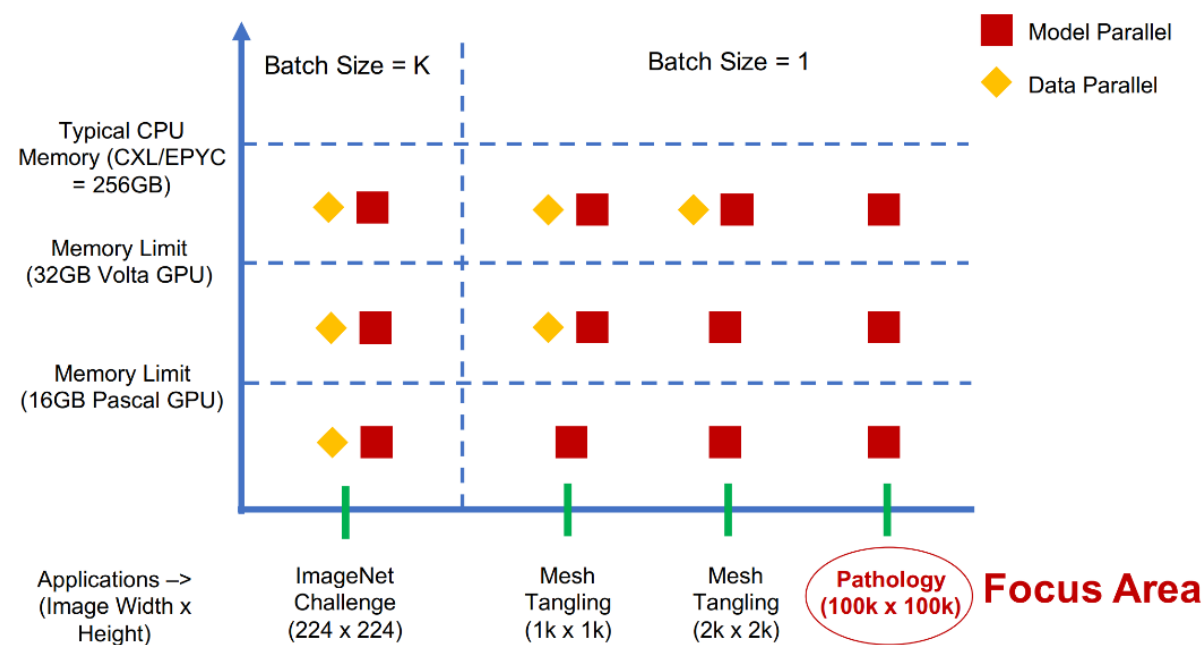 Batch Size = K
Batch Size = 1
Model Parallel
Data Parallel
Typical CPU
Memory (CXL/EPYC
= 256GB)
Memory Limit
(32GB Volta GPU)
Memory Limit
(16GB Pascal GPU)
Applications –>
(Image Width x
Height)
ImageNet
Challenge
(224 x 224)
Mesh
Tangling
(1k x 1k)
Mesh
Tangling
(2k x 2k)
Pathology
(100k x 100k)
Focus Area